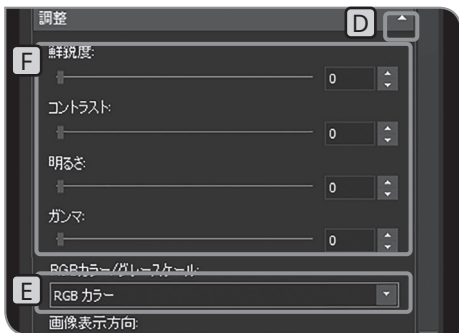 調整
D
F
鮮鋭度:
0
コントラスト:
0
明るさ:
0
ガンマ:
0
RGBカラー/グレースケール:
E
RGB カラー
画像表示方向: